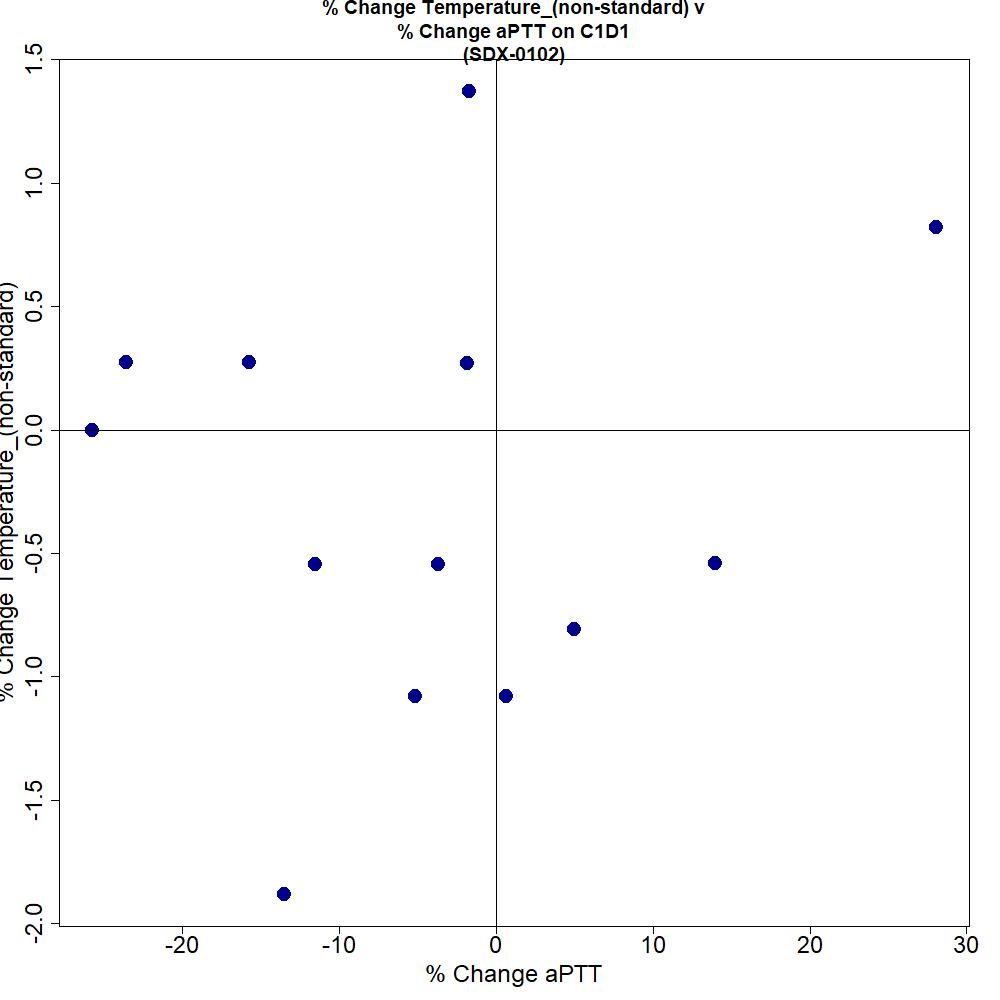 % Change Temperature_(non-standard) v
% Change aPTT on C1D1
(SDX-0102)
% Change Temperature_(non-standard)
1.5
1.0
0.5
0.0
-0.5
-1.0
-1.5
-2.0
-20
-10
0
10
20
30
% Change aPTT